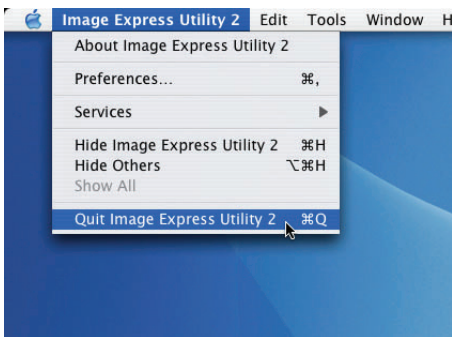 Image Express Utility 2 Edit Tools Window H
About Image Express Utility 2
Preferences... ⌘,
Services ▶
Hide Image Express Utility 2 ⌘H
Hide Others ⌥⌘H
Show All
Quit Image Express Utility 2 ⌘Q